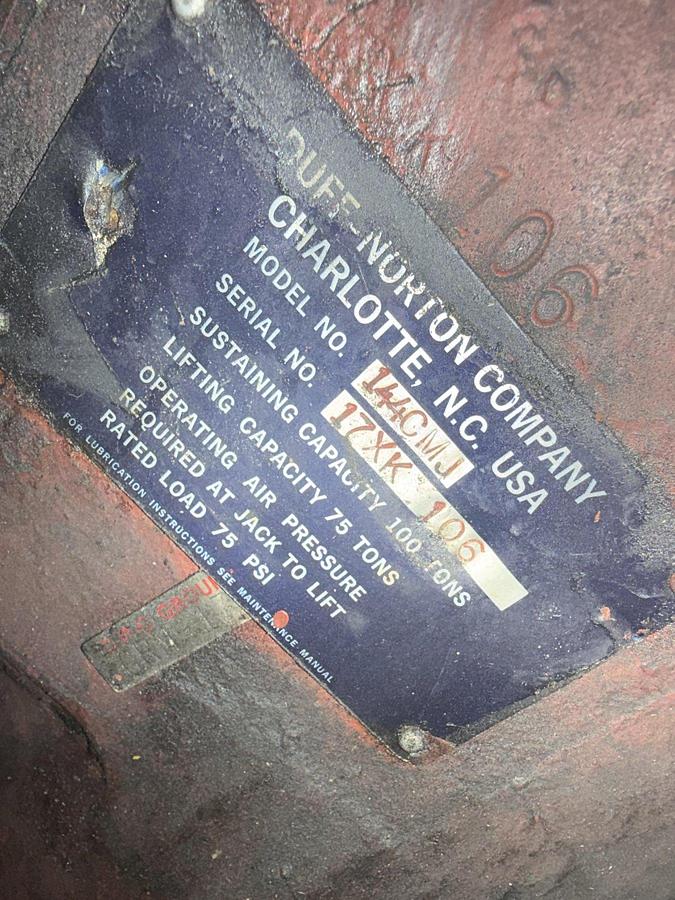 DUFF-NORTON COMPANY
CHARLOTTE, N.C. USA
MODEL NO. 144CMJ
SERIAL NO. 17XK 106
SUSTAINING CAPACITY 100 TONS
LIFTING CAPACITY 75 TONS
OPERATING AIR PRESSURE
REQUIRED AT JACK TO LIFT
RATED LOAD 75 PSI
FOR LUBRICATION INSTRUCTIONS SEE MAINTENANCE MANUAL
106